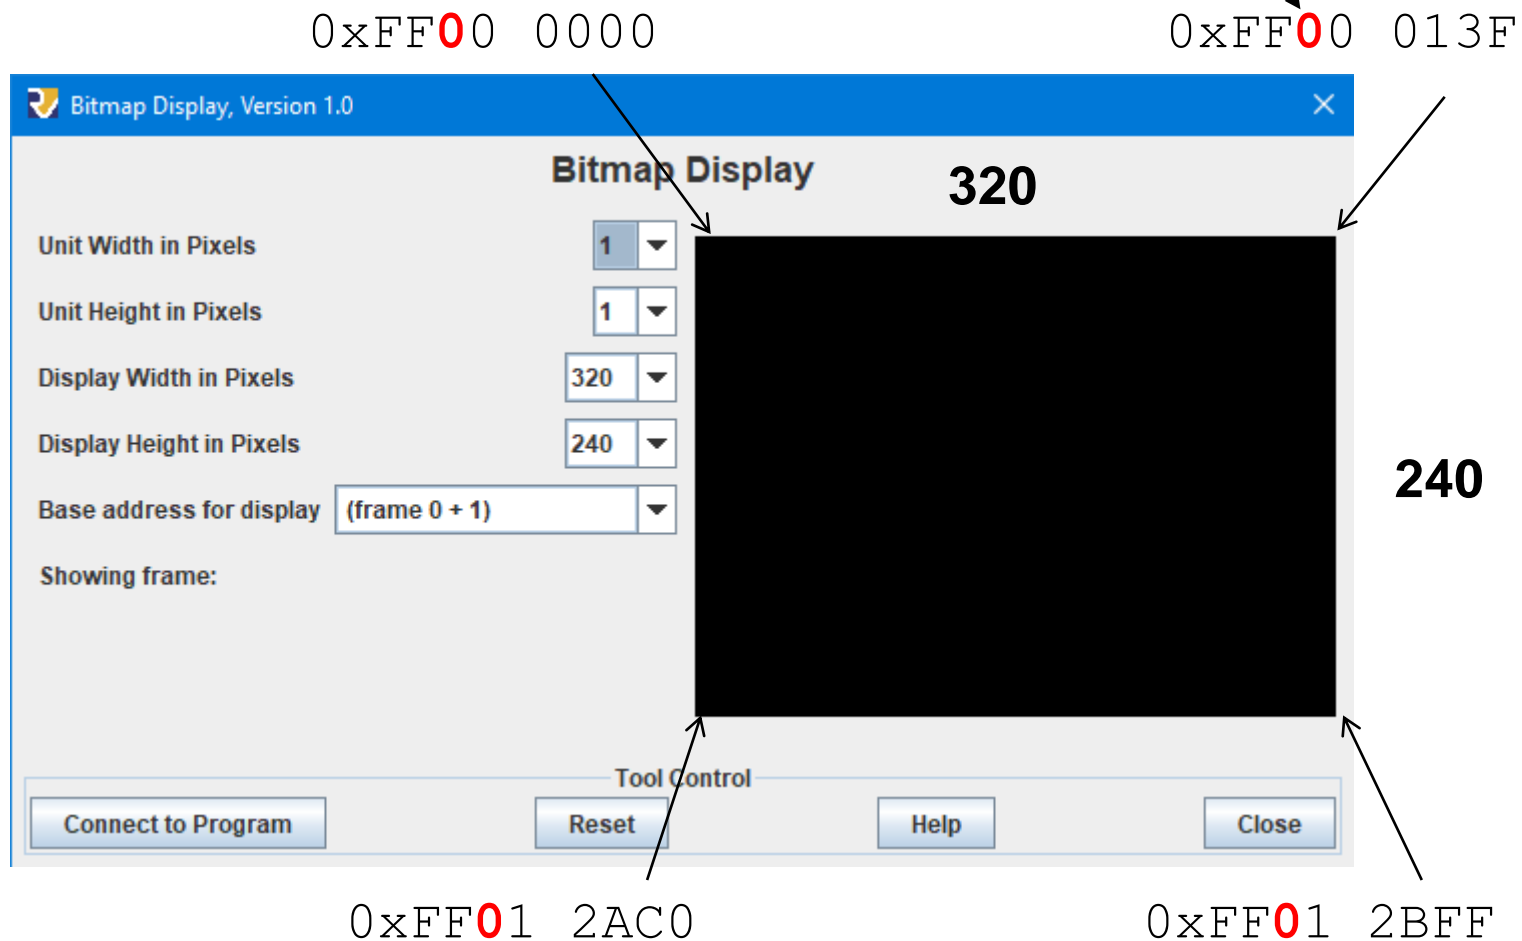 0xFF00 0000
0xFF00 013F
Bitmap Display, Version 1.0
Bitmap Display
320
Unit Width in Pixels 1
Unit Height in Pixels 1
Display Width in Pixels 320
Display Height in Pixels 240
240
Base address for display (frame 0 + 1)
Showing frame:
Tool Control
Connect to Program
Reset
Help
Close
0xFF01 2AC0
0xFF01 2BFF